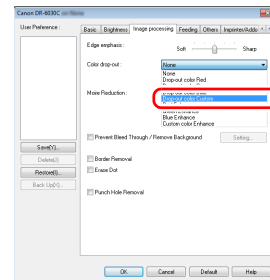 Canon DR-6030C on
User Preference :
Basic Brightness Image processing Feeding Others Imprinter/Addo
Edge emphasis :
Soft Sharp
Color drop-out :
None
None
Drop-out color Red
Moire Reduction :
Drop-out color Custom
Blue Enhance
Custom color Enhance
Prevent Bleed Through / Remove Background
Setting...
Save(Y)...
Delete(J)
Restore(I)...
Back Up(X)...
Border Removal
Erase Dot
Punch Hole Removal
OK Cancel Default Help